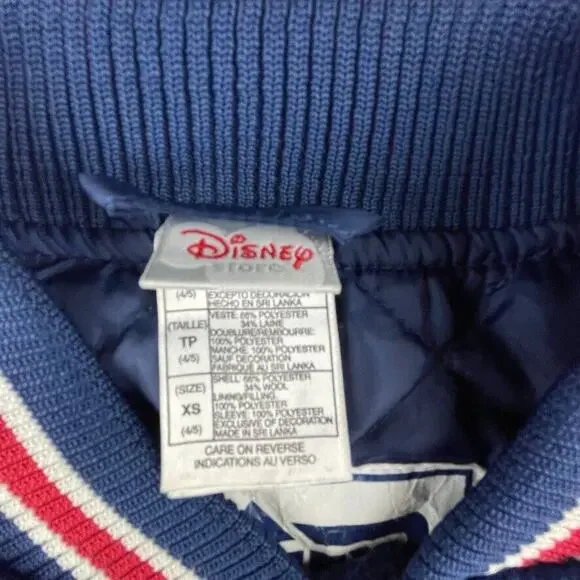 Disney
STORE
(4/5)
EXCEPTO DECORACION
HECHO EN SRI LANKA
(TAILLE)
TP
(4/5)
VESTE: 66% POLYESTER
34% LAINE
DOUBLURE/REMBOURRE:
100% POLYESTER
MANCHE: 100% POLYESTER
SAUF DECORATION
FABRIQUÉ AU SRI LANKA
(SIZE)
XS
(4/5)
SHELL: 66% POLYESTER
34% WOOL
LINING/FILLING:
100% POLYESTER
SLEEVE: 100% POLYESTER
EXCLUSIVE OF DECORATION
MADE IN SRI LANKA
CARE ON REVERSE
INDICATIONS AU VERSO